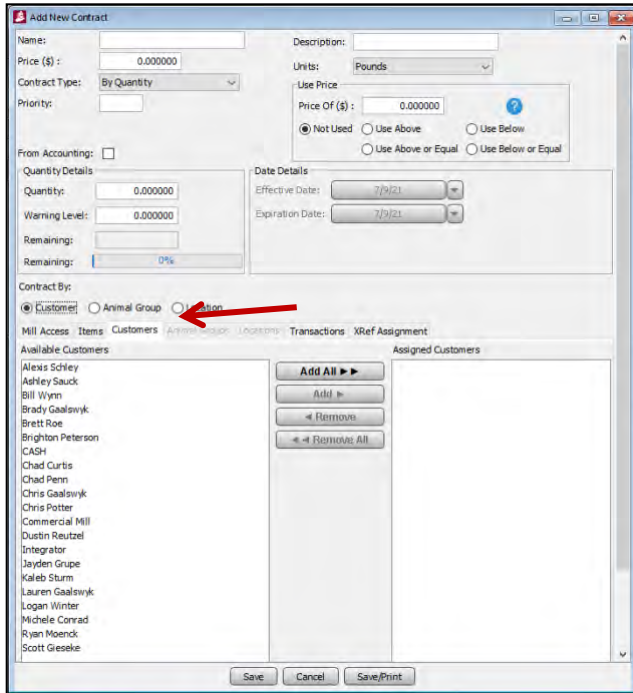 Add New Contract
Name:
Description:
Price ($) : 0.000000
Units: Pounds
Contract Type: By Quantity
Use Price
Priority:
Price Of ($) : 0.000000 ?
Not Used Use Above Use Below
Use Above or Equal Use Below or Equal
From Accounting:
Quantity Details
Date Details
Quantity: 0.000000
Effective Date: 7/9/21
Warning Level: 0.000000
Expiration Date: 7/9/21
Remaining:
Remaining: 0%
Contract By:
Customer Animal Group Location
Mill Access Items Customers Animal Groups Locations Transactions XRef Assignment
Available Customers
Assigned Customers
Alexis Schley
Ashley Sauck
Bill Wynn
Brady Gaalswyk
Brett Roe
Brighton Peterson
CASH
Chad Curtis
Chad Penn
Chris Gaalswyk
Chris Potter
Commercial Mill
Dustin Reutzel
Integrator
Jayden Grupe
Kaleb Sturm
Lauren Gaalswyk
Logan Winter
Michele Conrad
Ryan Moenck
Scott Gieseke
Add All ►►
Add ►
◄ Remove
◄◄ Remove All
Save Cancel Save/Print